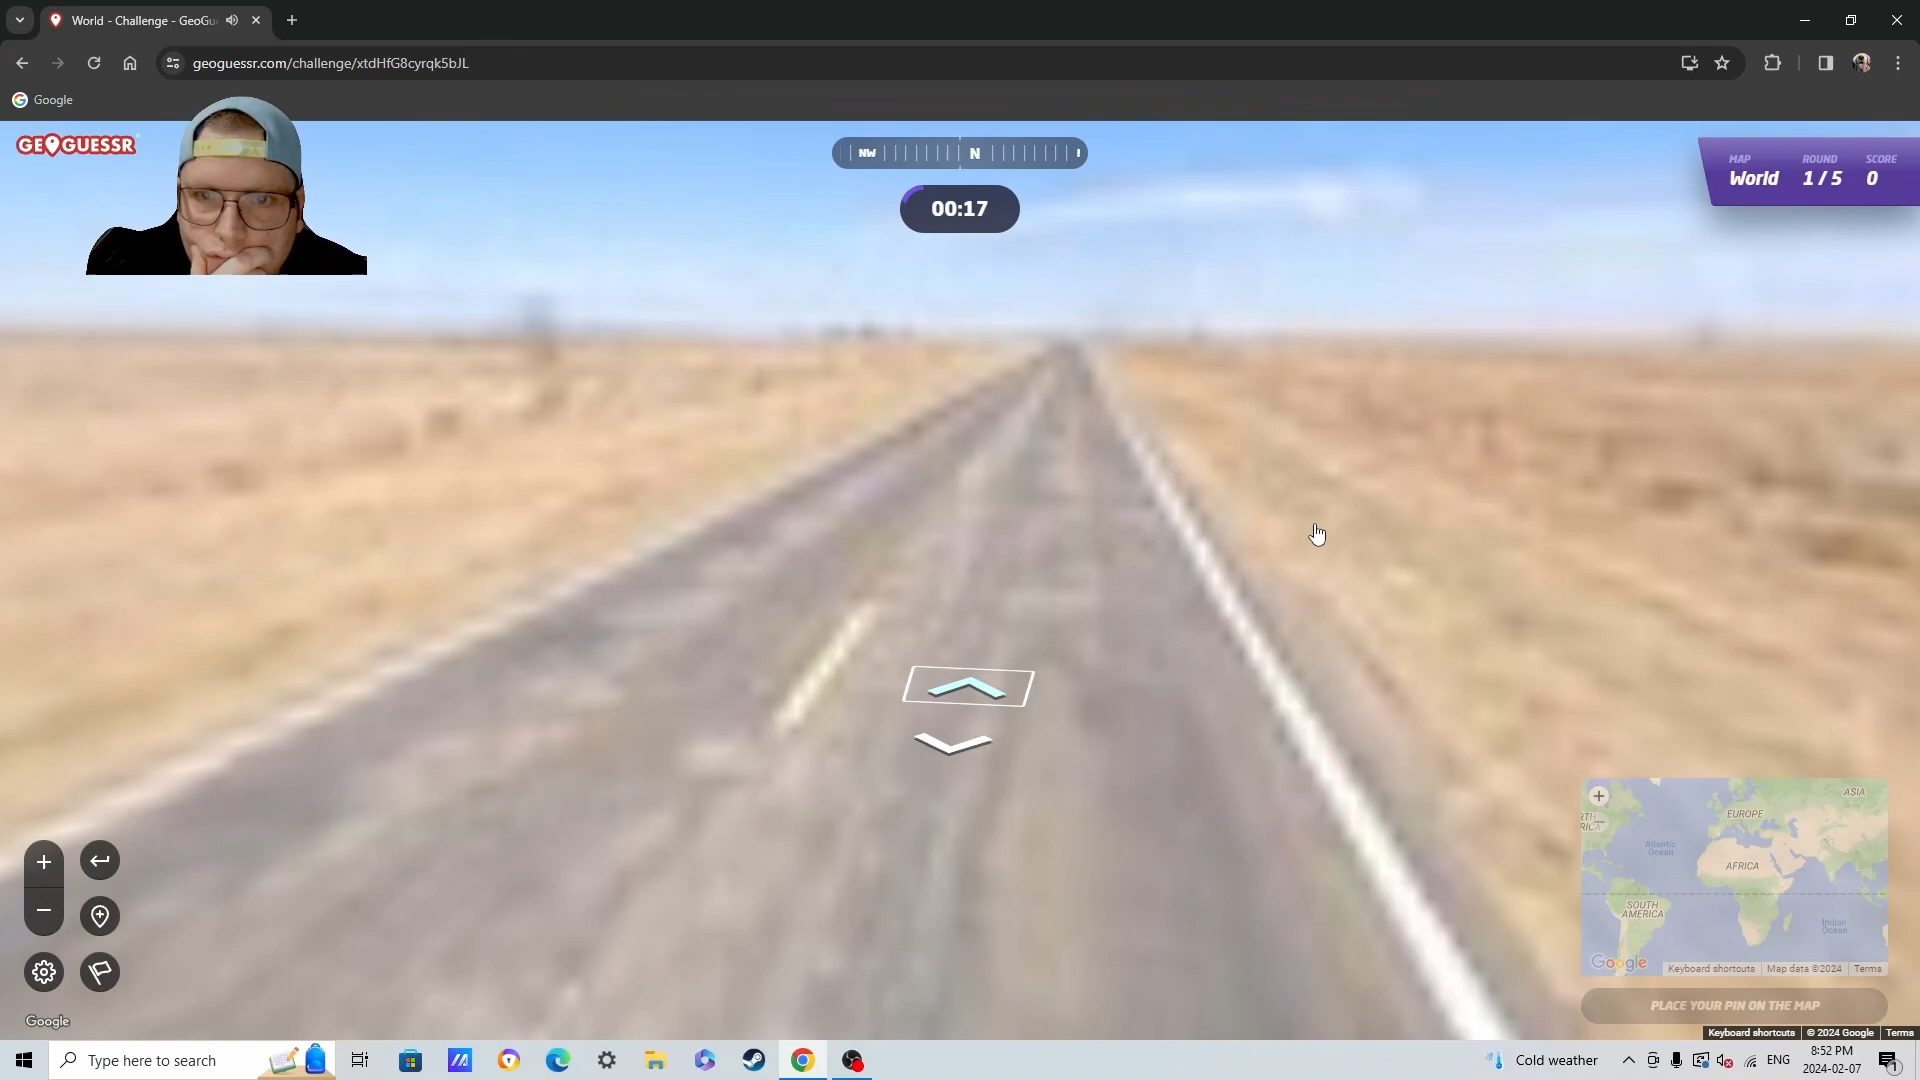 World - Challenge - GeoGu
geoguessr.com/challenge/xtdHfG8cyrqk5bJL
Google
GEOGUESSR
NW N
00:17
MAP ROUND SCORE
World 1 / 5 0
ASIA
EUROPE
Atlantic
Ocean
AFRICA
SOUTH
AMERICA
Indian
Ocean
Google
Keyboard shortcuts Map data ©2024 Terms
PLACE YOUR PIN ON THE MAP
Google
Keyboard shortcuts © 2024 Google Terms
Type here to search
Cold weather
ENG
8:52 PM
2024-02-07
1